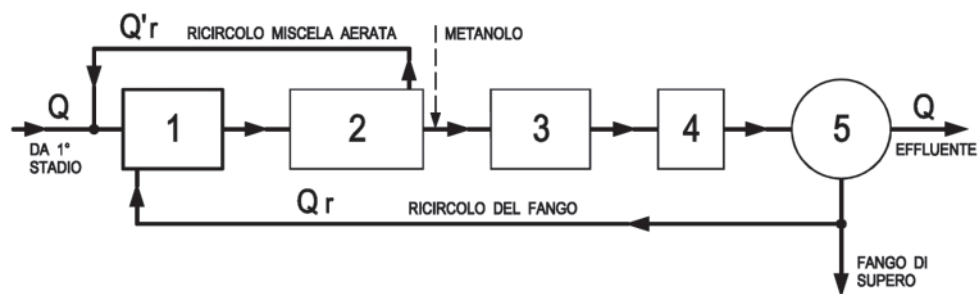 Q'r
RICIRCOLO MISCELA AERATA
METANOLO
Q
DA 1°
STADIO
1
2
3
4
5
Q
EFFLUENTE
Qr
RICIRCOLO DEL FANGO
FANGO DI
SUPERO